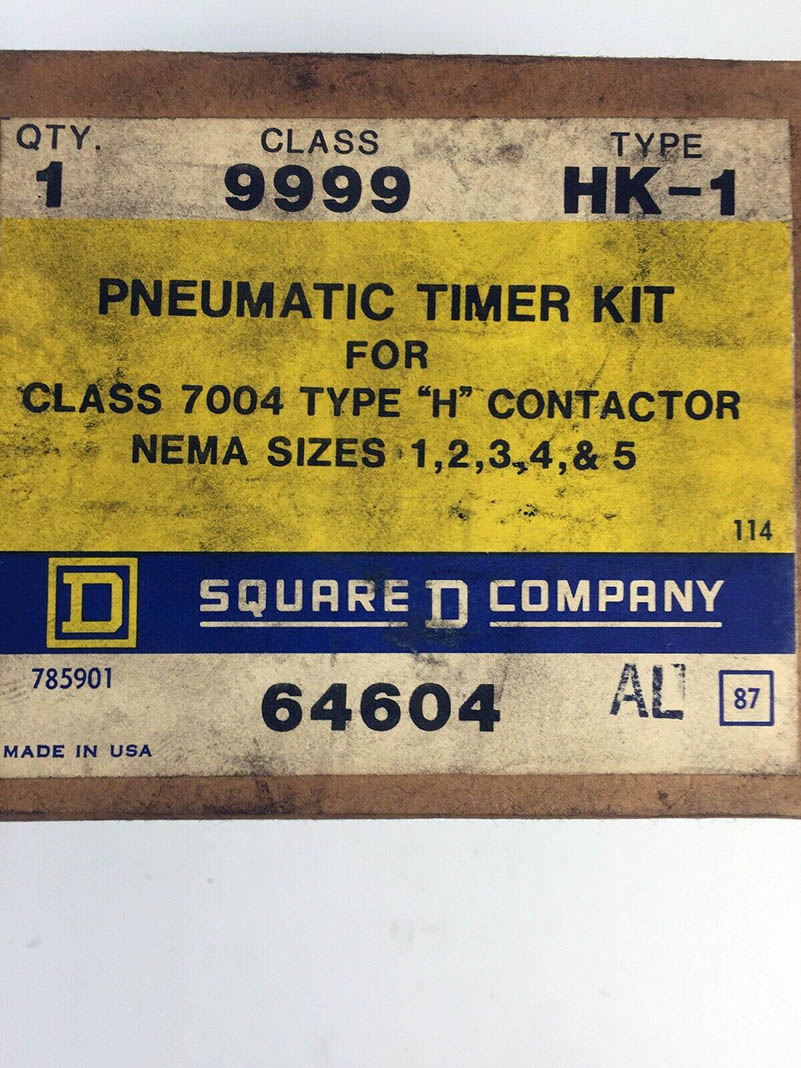 QTY. CLASS TYPE
1 9999 HK-1
PNEUMATIC TIMER KIT
FOR
CLASS 7004 TYPE "H" CONTACTOR
NEMA SIZES 1,2,3,4,& 5
114
D SQUARE D COMPANY
785901
64604 AL 87
MADE IN USA